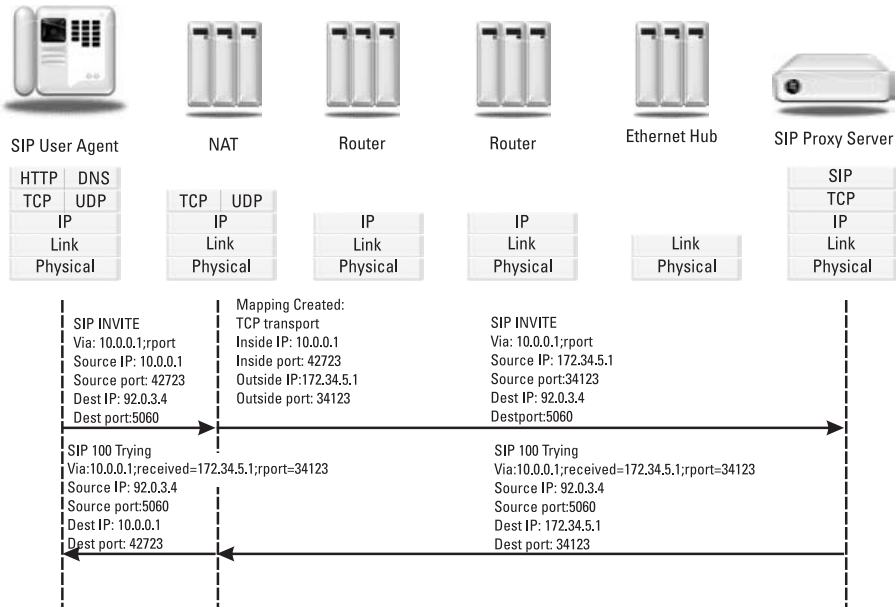 SIP User Agent
NAT
Router
Router
Ethernet Hub
SIP Proxy Server
HTTP DNS
TCP UDP
IP
Link
Physical
TCP UDP
IP
Link
Physical
IP
Link
Physical
IP
Link
Physical
Link
Physical
SIP
TCP
IP
Link
Physical
SIP INVITE
Via: 10.0.0.1;rport
Source IP: 10.0.0.1
Source port: 42723
Dest IP: 92.0.3.4
Dest port:5060
Mapping Created:
TCP transport
Inside IP: 10.0.0.1
Inside port: 42723
Outside IP:172.34.5.1
Outside port: 34123
SIP INVITE
Via: 10.0.0.1;rport
Source IP: 172.34.5.1
Source port:34123
Dest IP: 92.0.3.4
Destport:5060
SIP 100 Trying
Via:10.0.0.1;received=172.34.5.1;rport=34123
Source IP: 92.0.3.4
Source port:5060
Dest IP: 10.0.0.1
Dest port: 42723
SIP 100 Trying
Via:10.0.0.1;received=172.34.5.1;rport=34123
Source IP: 92.0.3.4
Source port:5060
Dest IP: 172.34.5.1
Dest port: 34123